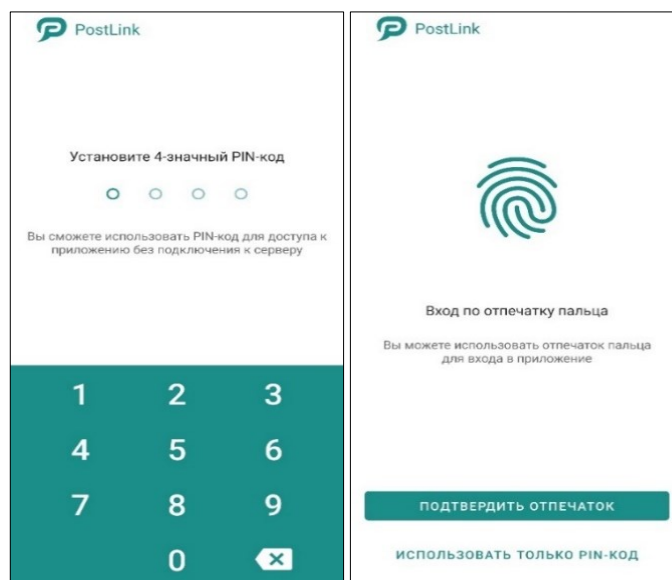 PostLink
Установите 4-значный PIN-код
Вы сможете использовать PIN-код для доступа к
приложению без подключения к серверу
1 2 3
4 5 6
7 8 9
0
PostLink
Вход по отпечатку пальца
Вы можете использовать отпечаток пальца
для входа в приложение
ПОДТВЕРДИТЬ ОТПЕЧАТОК
ИСПОЛЬЗОВАТЬ ТОЛЬКО PIN-КОД